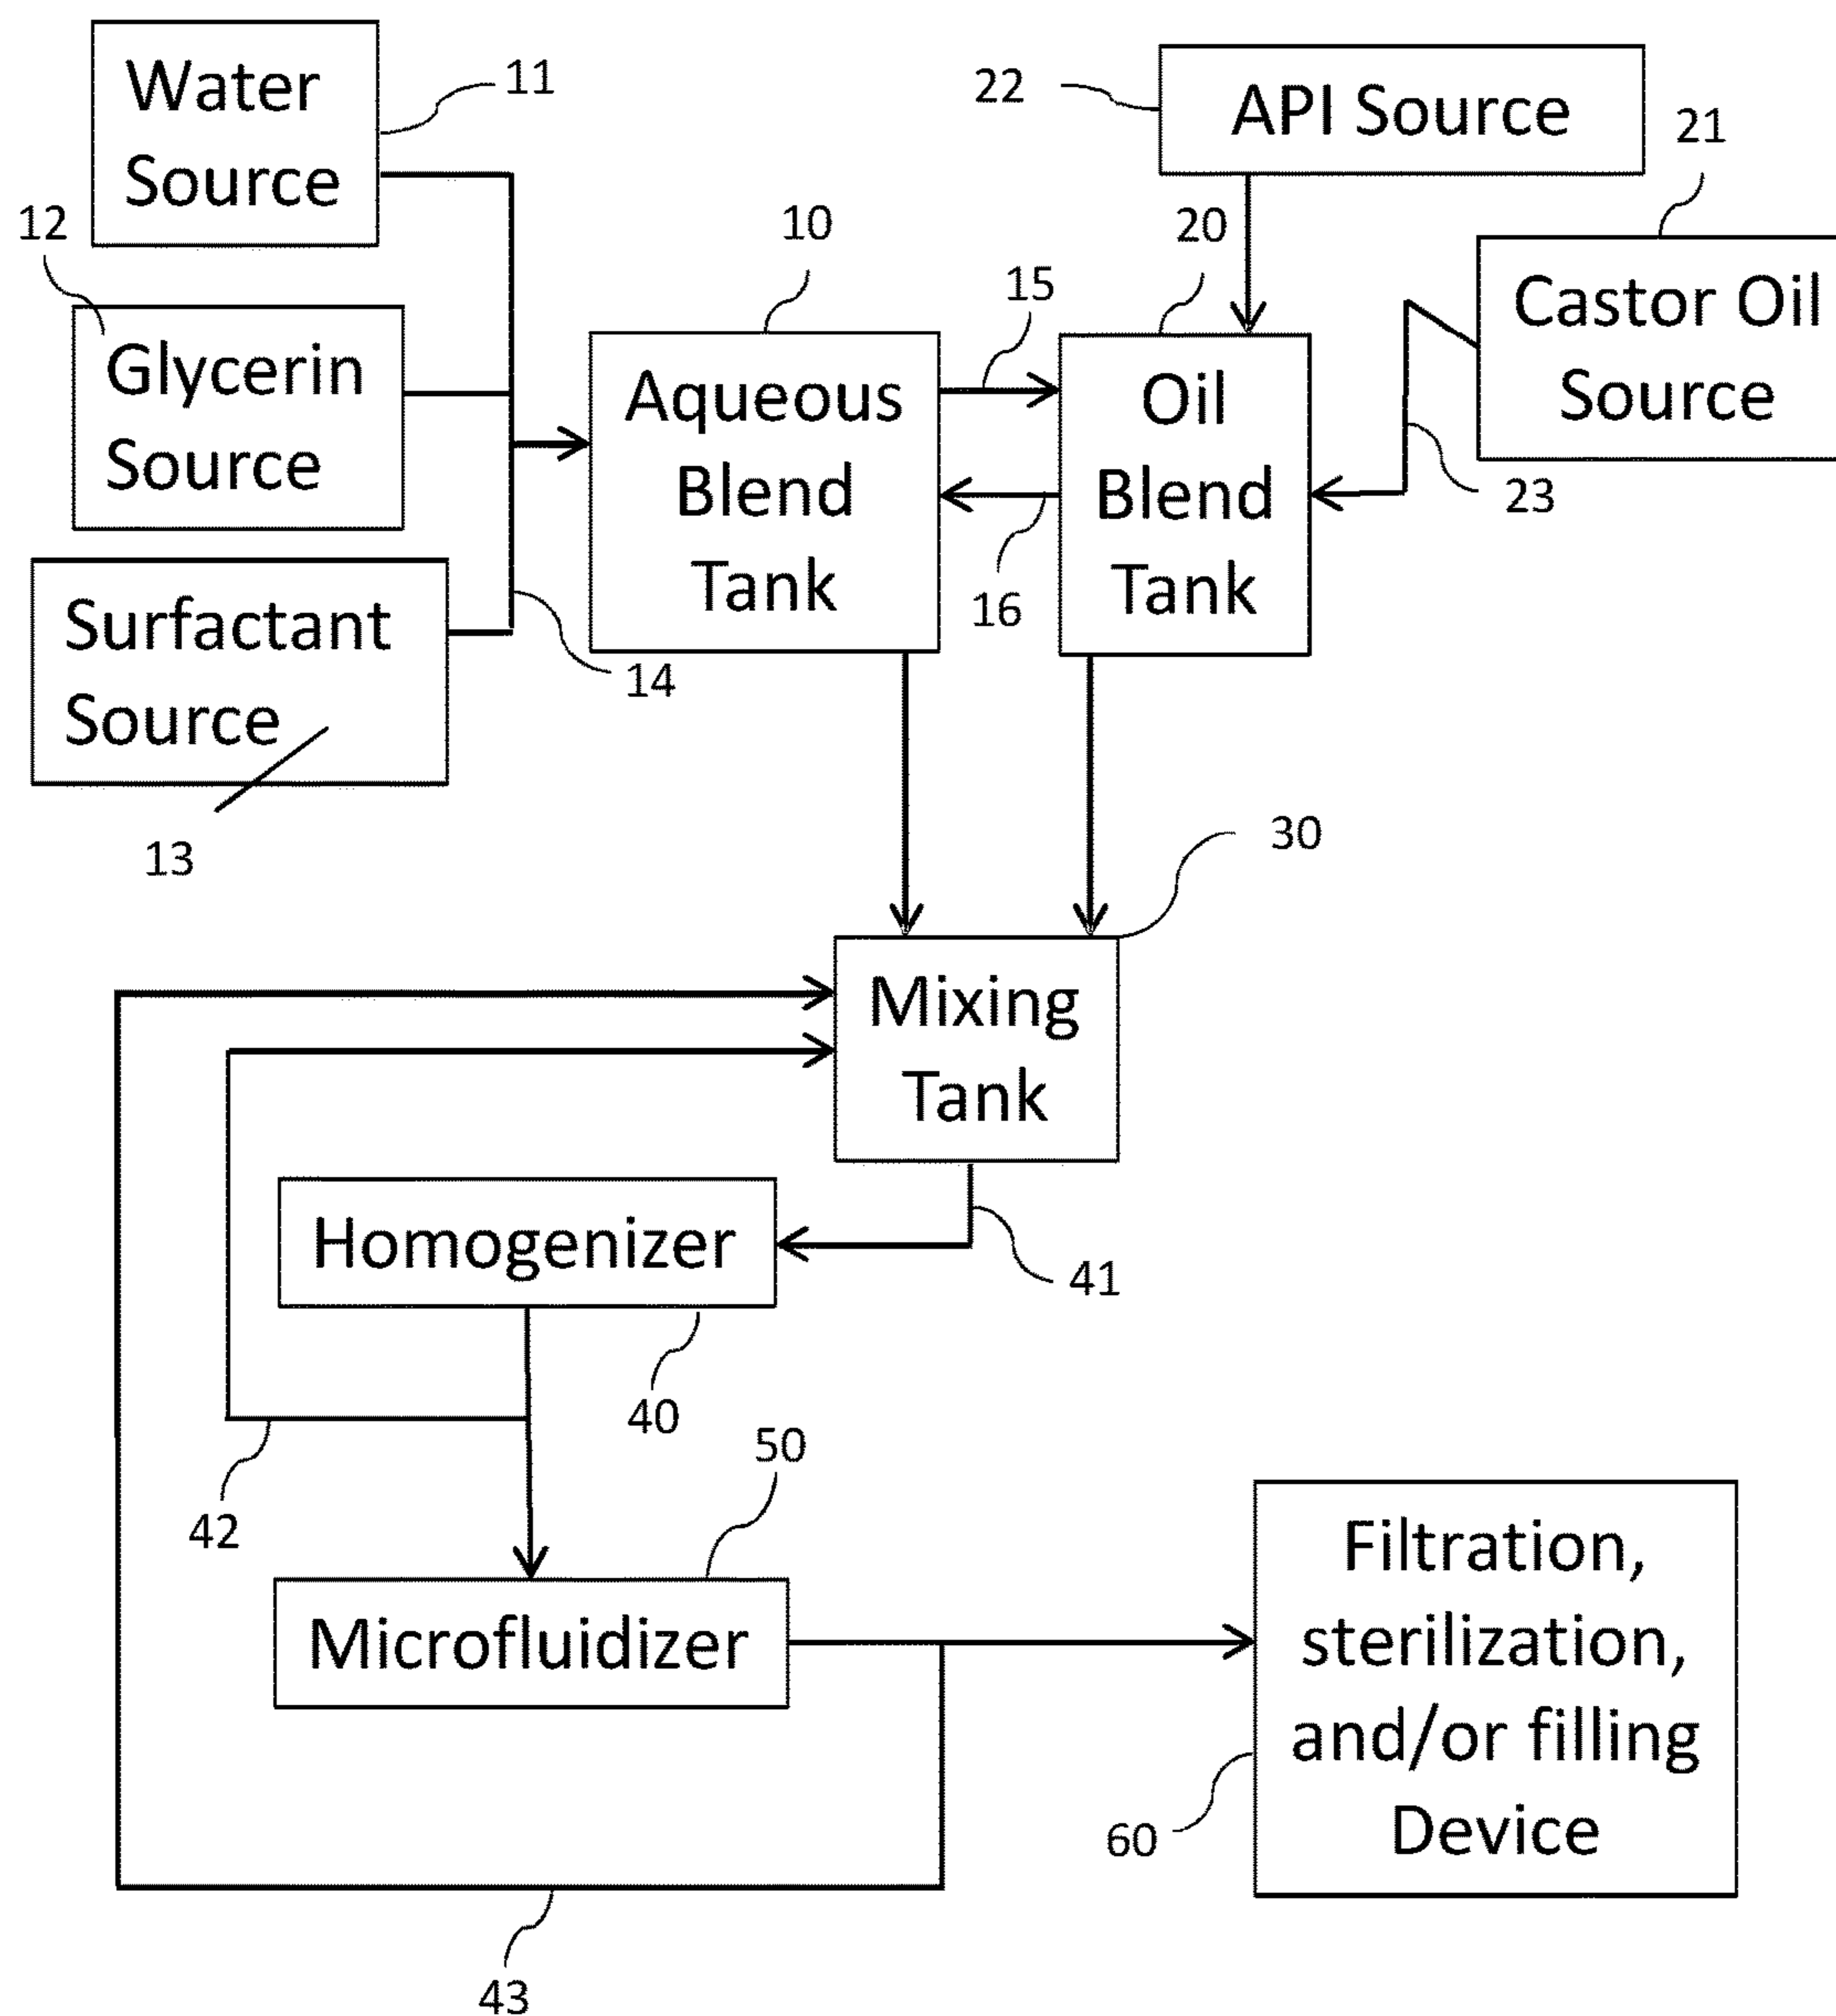 Water
Source
11
22
API Source
21
12
Glycerin
Source
10
15
20
Castor Oil
Source
Aqueous
Blend
Tank
Oil
Blend
Tank
23
16
Surfactant
Source
14
13
30
Mixing
Tank
Homogenizer
41
40
42
50
Microfluidizer
Filtration,
sterilization,
and/or filling
Device
60
43